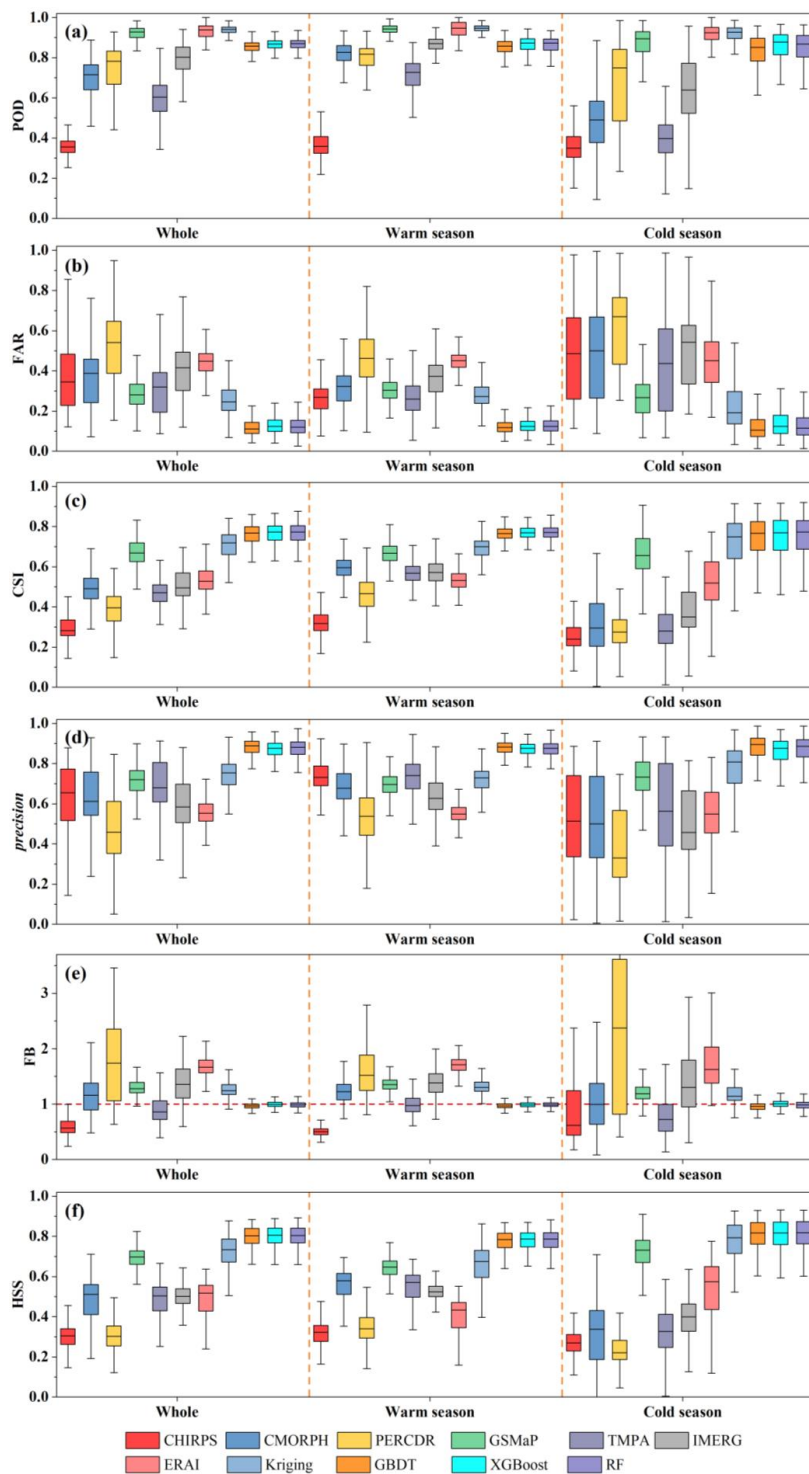 (a)
POD
1.0
0.8
0.6
0.4
0.2
0.0
Whole Warm season Cold season
(b)
FAR
1.0
0.8
0.6
0.4
0.2
0.0
Whole Warm season Cold season
(c)
CSI
1.0
0.8
0.6
0.4
0.2
0.0
Whole Warm season Cold season
(d)
precision
1.0
0.8
0.6
0.4
0.2
0.0
Whole Warm season Cold season
(e)
FB
3
2
1
0
Whole Warm season Cold season
(f)
HSS
1.0
0.8
0.6
0.4
0.2
0.0
Whole Warm season Cold season
CHIRPS CMORPH PERCDR GSMaP TMPA IMERG
ERAI Kriging GBDT XGBoost RF